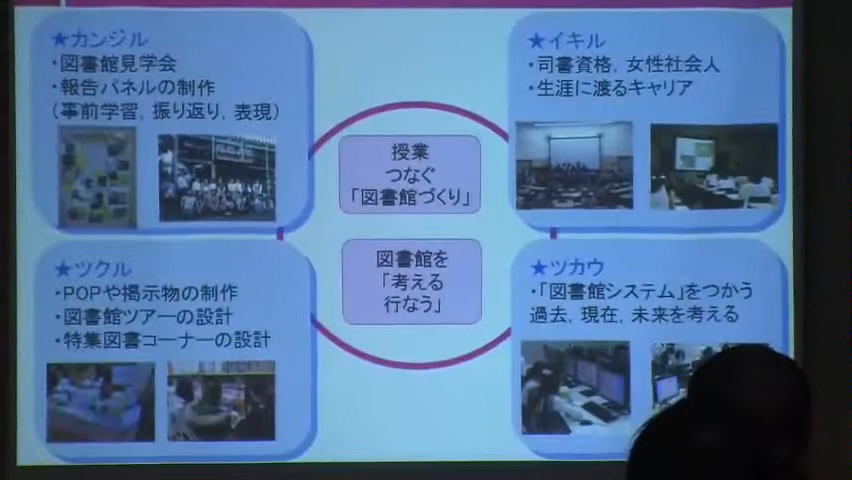 ★カンジル
・図書館見学会
・報告パネルの制作
（事前学習，振り返り，表現）
★イキル
・司書資格，女性社会人
・生涯に渡るキャリア
授業
つなぐ
「図書館づくり」
図書館を
「考える
行なう」
★ツクル
・POPや掲示物の制作
・図書館ツアーの設計
・特集図書コーナーの設計
★ツカウ
・「図書館システム」をつかう
過去，現在，未来を考える